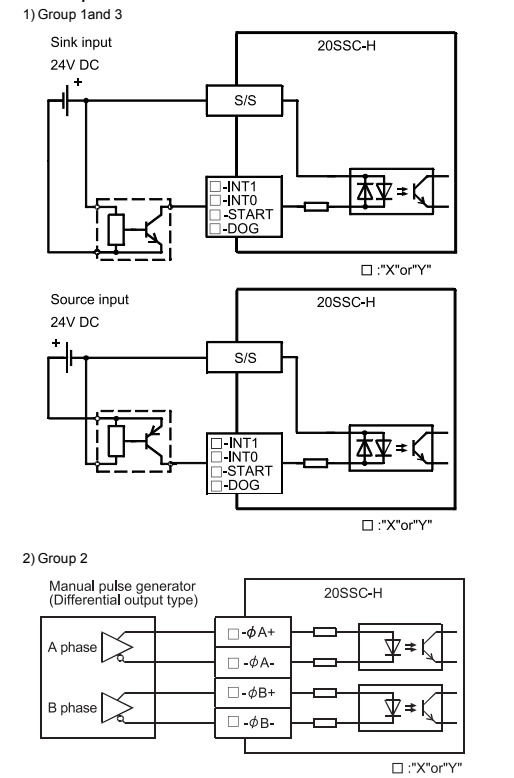 1) Group 1and 3
Sink input
24V DC
+
20SSC-H
S/S
□-INT1
□-INT0
□-START
□-DOG
□ :"X"or"Y"
Source input
24V DC
+
20SSC-H
S/S
□-INT1
□-INT0
□-START
□-DOG
□ :"X"or"Y"
2) Group 2
Manual pulse generator
(Differential output type)
20SSC-H
A phase
□ -ϕA+
□ -ϕA-
B phase
□ -ϕB+
□ -ϕB-
□ :"X"or"Y"